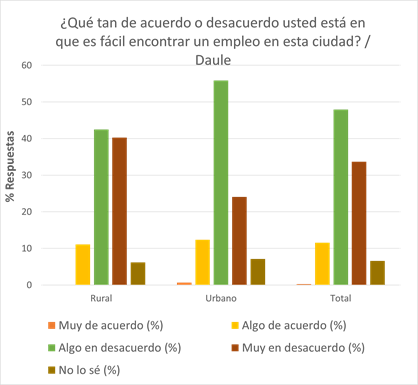 ¿Qué tan de acuerdo o desacuerdo usted está en
que es fácil encontrar un empleo en esta ciudad? /
Daule
% Respuestas
60
50
40
30
20
10
0
Rural Urbano Total
Muy de acuerdo (%) Algo de acuerdo (%)
Algo en desacuerdo (%) Muy en desacuerdo (%)
No lo sé (%)